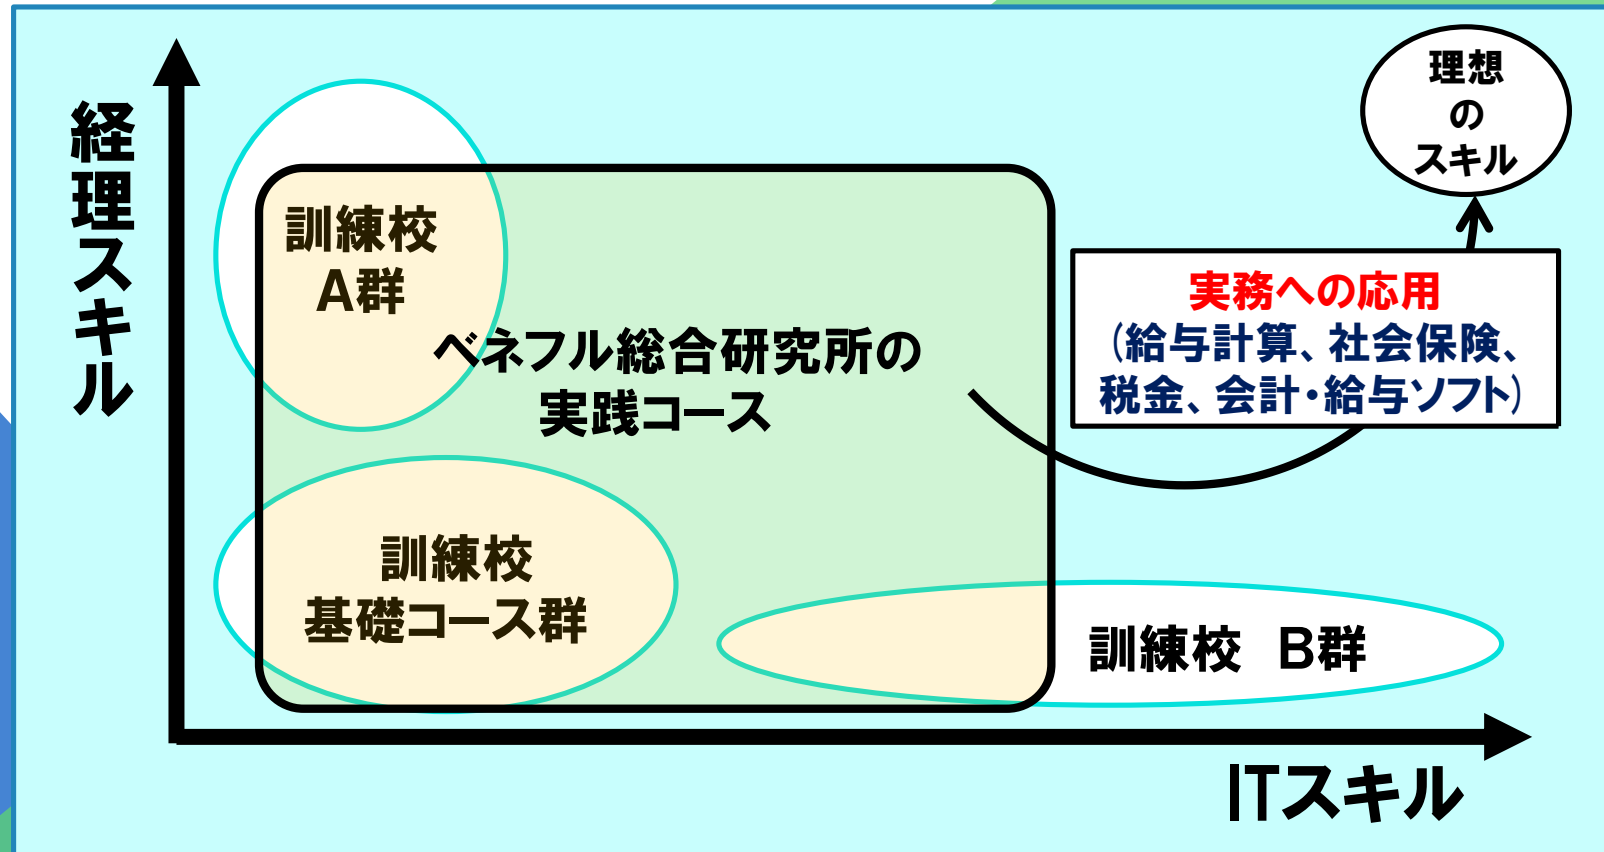 経理スキル
理想
の
スキル
訓練校
A群
実務への応用
(給与計算、社会保険、
税金、会計・給与ソフト)
ベネフル総合研究所の
実践コース
訓練校
基礎コース群
訓練校　B群
ITスキル